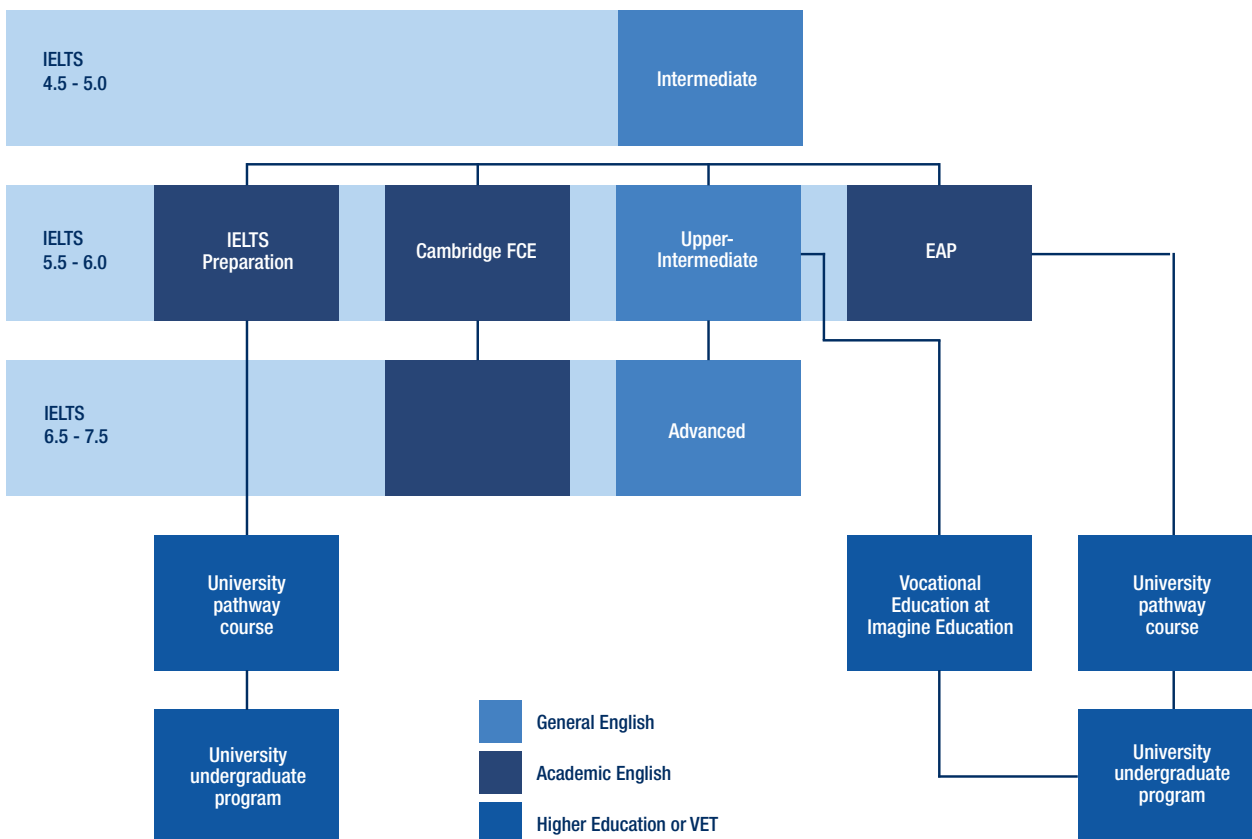 IELTS
4.5 - 5.0
Intermediate
IELTS
5.5 - 6.0
IELTS
Preparation
Cambridge FCE
Upper-
Intermediate
EAP
IELTS
6.5 - 7.5
Advanced
University
pathway
course
Vocational
Education at
Imagine Education
University
pathway
course
University
undergraduate
program
General English
Academic English
Higher Education or VET
University
undergraduate
program